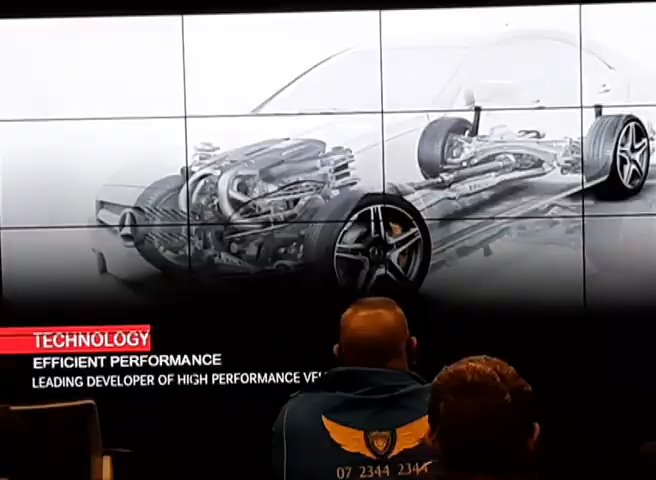 TECHNOLOGY
EFFICIENT PERFORMANCE
LEADING DEVELOPER OF HIGH PERFORMANCE
07 2344 2344